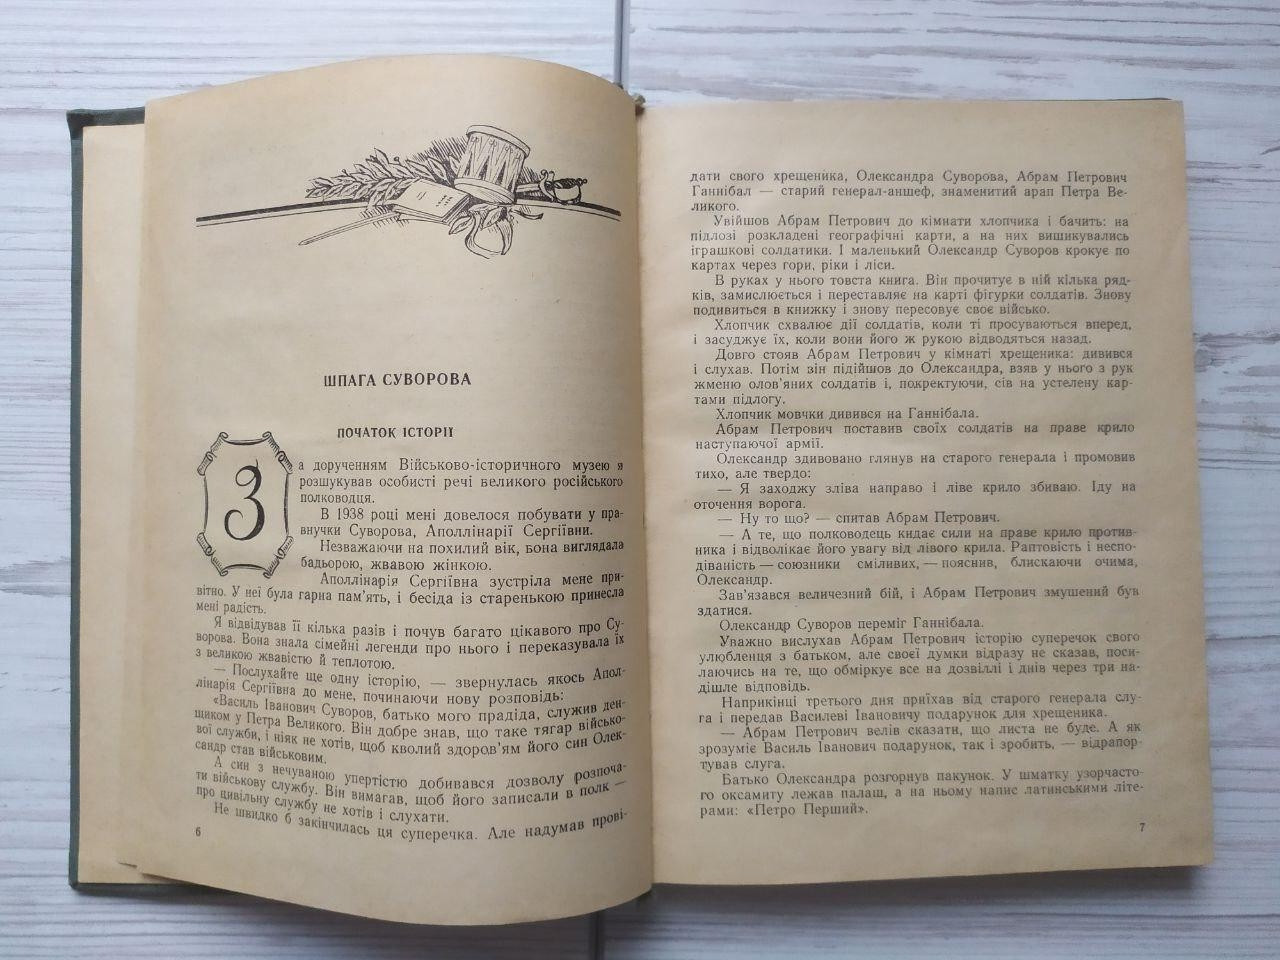 ШПАГА СУВОРОВА
ПОЧАТОК ІСТОРІЇ
За дорученням Військово-історичного музею я
розшукував особисті речі великого російського
полководця.
В 1938 році мені довелося побувати у пра-
внучки Суворова, Аполлінарії Сергіївни.
Незважаючи на похилий вік, вона виглядала
бадьорою, жвавою жінкою.
Аполлінарія Сергіївна зустріла мене при-
вітно. У неї була гарна пам'ять, і бесіда із старенькою принесла
мені радість.
Я відвідував її кілька разів і почув багато цікавого про Су-
ворова. Вона знала сімейні легенди про нього і переказувала їх
з великою жвавістю й теплотою.
— Послухайте ще одну історію, — звернулась якось Апол-
лінарія Сергіївна до мене, починаючи нову розповідь:
«Василь Іванович Суворов, батько мого прадіда, служив ден-
щиком у Петра Великого. Він добре знав, що таке тягар військо-
вої служби, і ніяк не хотів, щоб кволий здоров'ям його син Олек-
сандр став військовим.
А син з нечуваною упертістю добивався дозволу розпоча-
ти військову службу. Він вимагав, щоб його записали в полк —
про цивільну службу не хотів і слухати.
Не швидко б закінчилась ця суперечка. Але надумав прові-
6
дати свого хрещеника, Олександра Суворова, Абрам Петрович
Ганнібал — старий генерал-аншеф, знаменитий арап Петра Ве-
ликого.
Увійшов Абрам Петрович до кімнати хлопчика і бачить: на
підлозі розкладені географічні карти, а на них вишикувались
іграшкові солдатики. І маленький Олександр Суворов крокує по
картах через гори, ріки і ліси.
В руках у нього товста книга. Він прочитує в ній кілька ряд-
ків, замислюється і переставляє на карті фігурки солдатів. Знову
подивиться в книжку і знову пересовує своє військо.
Хлопчик схвалює дії солдатів, коли ті просуваються вперед,
і засуджує їх, коли вони його ж рукою відводяться назад.
Довго стояв Абрам Петрович у кімнаті хрещеника: дивився
і слухав. Потім він підійшов до Олександра, взяв у нього з рук
жменю олов'яних солдатів і, покректуючи, сів на устелену кар-
тами підлогу.
Хлопчик мовчки дивився на Ганнібала.
Абрам Петрович поставив своїх солдатів на праве крило
наступаючої армії.
Олександр здивовано глянув на старого генерала і промовив
тихо, але твердо:
— Я заходжу зліва направо і ліве крило збиваю. Іду на
оточення ворога.
— Ну то що? — спитав Абрам Петрович.
— А те, що полководець кидає сили на праве крило против-
ника і відволікає його увагу від лівого крила. Раптовість і неспо-
діваність — союзники сміливих, — пояснив, блискаючи очима,
Олександр.
Зав'язався величезний бій, і Абрам Петрович змушений був
здатися.
Олександр Суворов переміг Ганнібала.
Уважно вислухав Абрам Петрович історію суперечок свого
улюбленця з батьком, але своєї думки відразу не сказав, поси-
лаючись на те, що обміркує все на дозвіллі і днів через три на-
дішле відповідь.
Наприкінці третього дня приїхав від старого генерала слу-
га і передав Василеві Івановичу подарунок для хрещеника.
— Абрам Петрович велів сказати, що листа не буде. А як
зрозуміє Василь Іванович подарунок, так і зробить, — відрапор-
тував слуга.
Батько Олександра розгорнув пакунок. У шматку узорчасто-
го оксамиту лежав палаш, а на ньому напис латинськими літе-
рами: «Петро Перший».
7